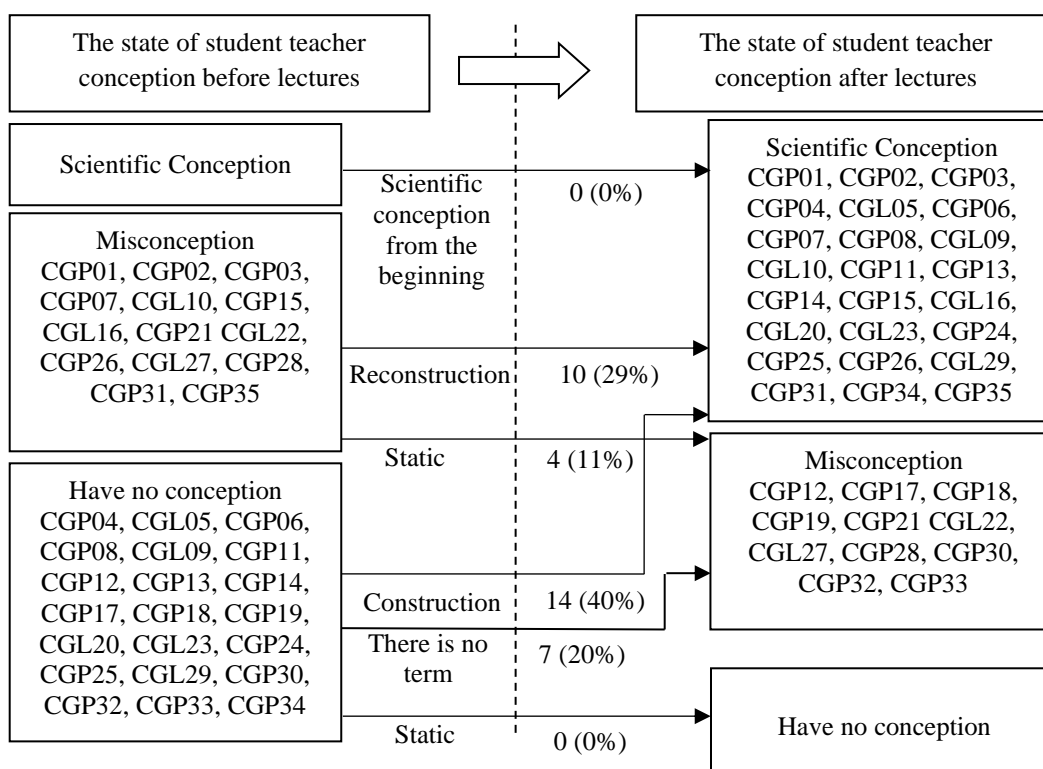 The state of student teacher
conception before lectures
The state of student teacher
conception after lectures
Scientific Conception
Misconception
CGP01, CGP02, CGP03,
CGP07, CGL10, CGP15,
CGL16, CGP21 CGL22,
CGP26, CGL27, CGP28,
CGP31, CGP35
Have no conception
CGP04, CGL05, CGP06,
CGP08, CGL09, CGP11,
CGP12, CGP13, CGP14,
CGP17, CGP18, CGP19,
CGL20, CGL23, CGP24,
CGP25, CGL29, CGP30,
CGP32, CGP33, CGP34
Scientific
conception
from the
beginning
0 (0%)
Reconstruction
10 (29%)
Static
4 (11%)
Construction
14 (40%)
There is no
term
7 (20%)
Static
0 (0%)
Scientific Conception
CGP01, CGP02, CGP03,
CGP04, CGL05, CGP06,
CGP07, CGP08, CGL09,
CGL10, CGP11, CGP13,
CGP14, CGP15, CGL16,
CGL20, CGL23, CGP24,
CGP25, CGP26, CGL29,
CGP31, CGP34, CGP35
Misconception
CGP12, CGP17, CGP18,
CGP19, CGP21 CGL22,
CGL27, CGP28, CGP30,
CGP32, CGP33
Have no conception